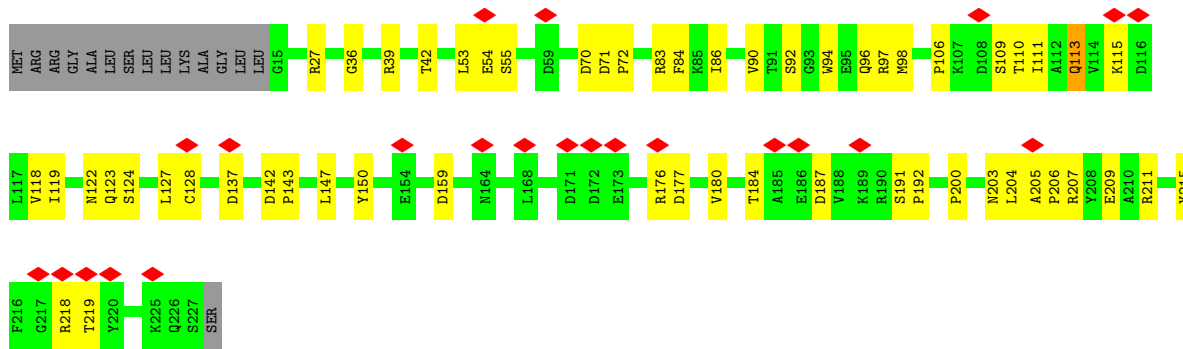 MET ARG ARG GLY ALA LEU SER LEU LEU LYS ALA GLY LEU LEU G15 R27 G36 R39 T42 L53 E54 S55 D59 D70 D71 P72 R83 F84 K85 I86 V90 T91 S92 G93 W94 E95 Q96 R97 M98 P106 K107 D108 S109 T110 I111 A112 Q113 V114 K115 D116
L117 V118 I119 N122 Q123 S124 L127 C128 D137 D142 P143 L147 Y150 E154 D159 N164 L168 D171 D172 E173 R176 D177 V180 T184 A185 E186 D187 V188 K189 R190 S191 P192 P200 N203 L204 A205 P206 R207 Y208 E209 A210 R211
F216 G217 R218 T219 Y220 K225 Q226 S227 SER